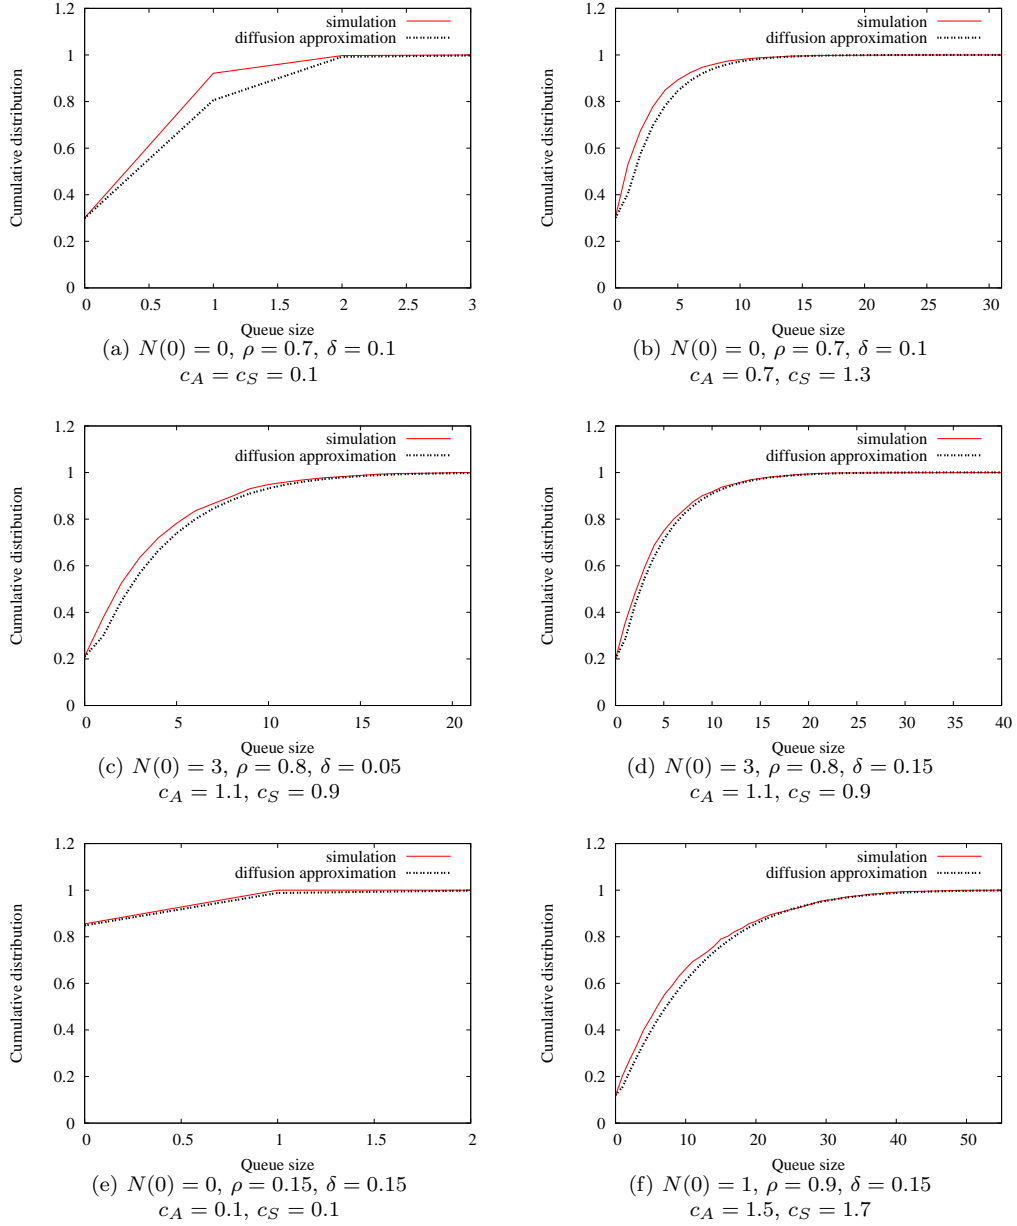 simulation
diffusion approximation
1.2
1
0.8
0.6
0.4
0.2
0
Cumulative distribution
0 0.5 1 1.5 2 2.5 3
Queue size
(a) N(0) = 0, ρ = 0.7, δ = 0.1
c_A = c_S = 0.1
simulation
diffusion approximation
1.2
1
0.8
0.6
0.4
0.2
0
Cumulative distribution
0 5 10 15 20 25 30
Queue size
(b) N(0) = 0, ρ = 0.7, δ = 0.1
c_A = 0.7, c_S = 1.3
simulation
diffusion approximation
1.2
1
0.8
0.6
0.4
0.2
0
Cumulative distribution
0 5 10 15 20
Queue size
(c) N(0) = 3, ρ = 0.8, δ = 0.05
c_A = 1.1, c_S = 0.9
simulation
diffusion approximation
1.2
1
0.8
0.6
0.4
0.2
0
Cumulative distribution
0 5 10 15 20 25 30 35 40
Queue size
(d) N(0) = 3, ρ = 0.8, δ = 0.15
c_A = 1.1, c_S = 0.9
simulation
diffusion approximation
1.2
1
0.8
0.6
0.4
0.2
0
Cumulative distribution
0 0.5 1 1.5 2
Queue size
(e) N(0) = 0, ρ = 0.15, δ = 0.15
c_A = 0.1, c_S = 0.1
simulation
diffusion approximation
1.2
1
0.8
0.6
0.4
0.2
0
Cumulative distribution
0 10 20 30 40 50
Queue size
(f) N(0) = 1, ρ = 0.9, δ = 0.15
c_A = 1.5, c_S = 1.7